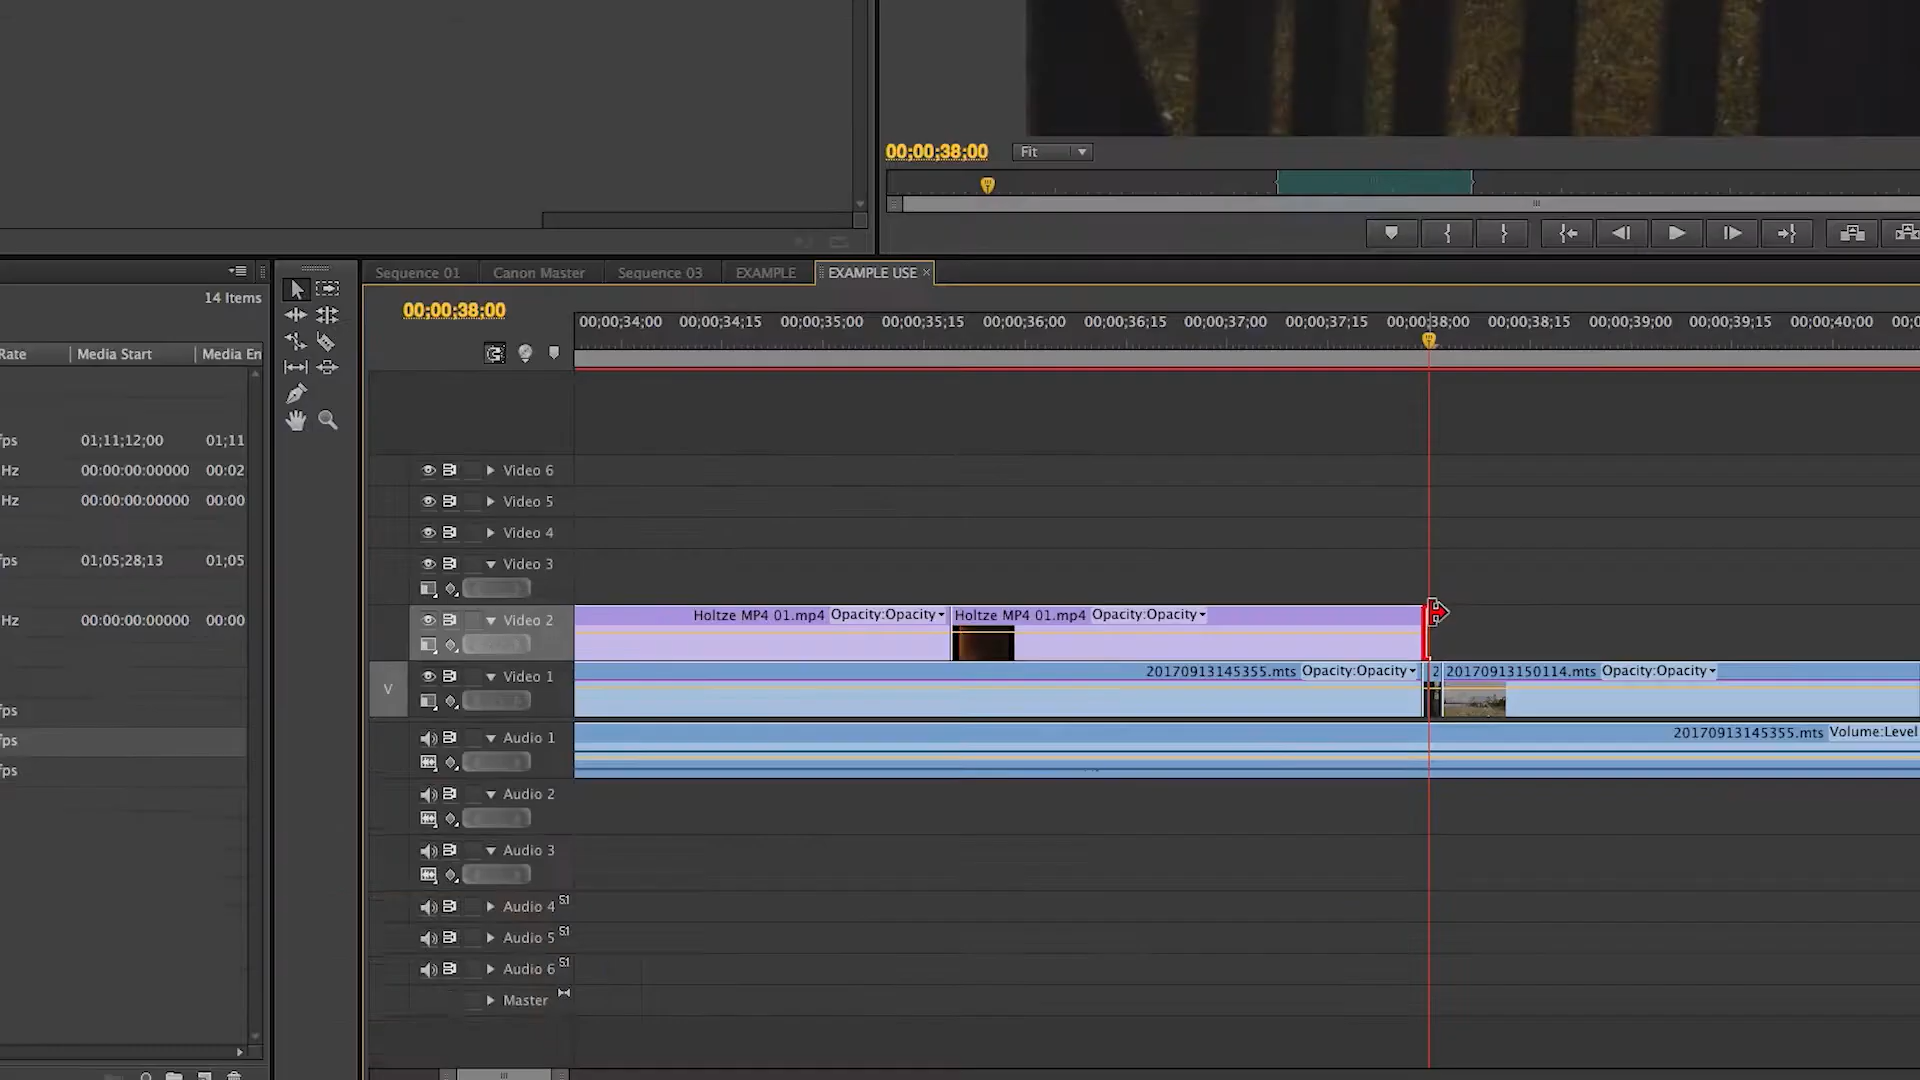 00;00;38;00 Fit
Sequence 01 Canon Master Sequence 03 EXAMPLE EXAMPLE USE ×
14 Items
00;00;38;00
00;00;34;00 00;00;34;15 00;00;35;00 00;00;35;15 00;00;36;00 00;00;36;15 00;00;37;00 00;00;37;15 00;00;38;00 00;00;38;15 00;00;39;00 00;00;39;15 00;00;40;00 00;
Rate Media Start Media En
fps 01;11;12;00 01;11
Hz 00:00:00:00000 00:02
Hz 00:00:00:00000 00:00
fps 01;05;28;13 01;05
Hz 00:00:00:00000 00:00
fps
fps
fps
Video 6
Video 5
Video 4
Video 3
Video 2
Holtze MP4 01.mp4 Opacity:Opacity Holtze MP4 01.mp4 Opacity:Opacity
V
Video 1
20170913145355.mts Opacity:Opacity 2 20170913150114.mts Opacity:Opacity
Audio 1
20170913145355.mts Volume:Level
Audio 2
Audio 3
Audio 4 5.1
Audio 5 5.1
Audio 6 5.1
Master